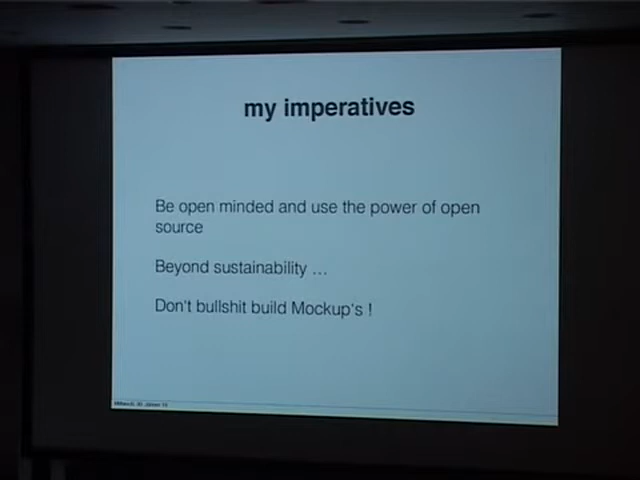 my imperatives
Be open minded and use the power of open
source
Beyond sustainability ...
Don't bullshit build Mockup's !